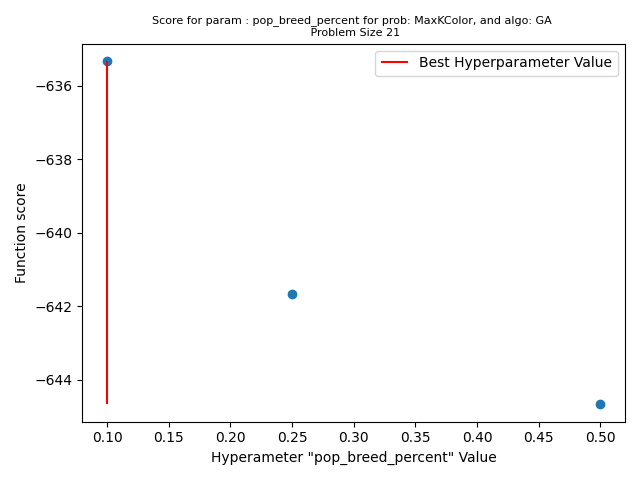 Score for param : pop_breed_percent for prob: MaxKColor, and algo: GA
Problem Size 21
Best Hyperparameter Value
−636
−638
−640
−642
−644
Function score
0.10 0.15 0.20 0.25 0.30 0.35 0.40 0.45 0.50
Hyperameter "pop_breed_percent" Value